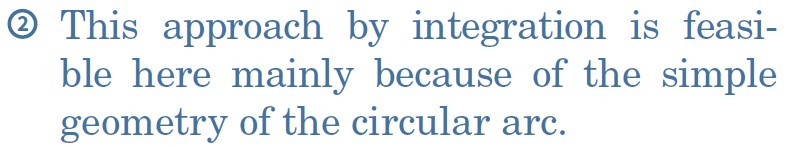 ② This approach by integration is feasi-
ble here mainly because of the simple
geometry of the circular arc.